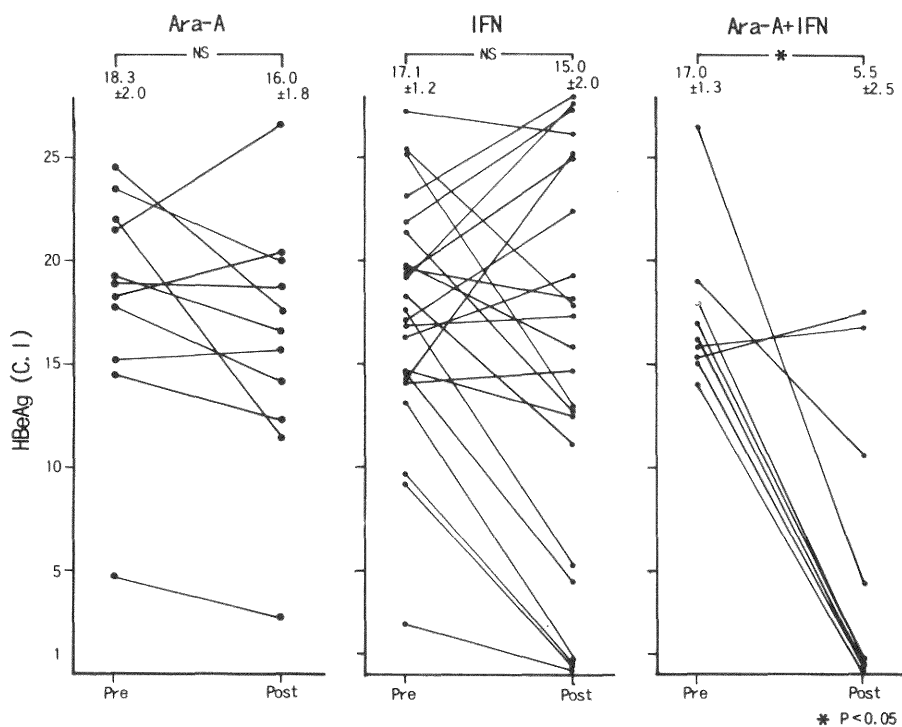 Ara-A
IFN
Ara-A+IFN
NS
NS
*
18.3
±2.0
16.0
±1.8
17.1
±1.2
15.0
±2.0
17.0
±1.3
5.5
±2.5
HBeAg (C.I)
25
20
15
10
5
1
Pre
Post
Pre
Post
Pre
Post
* P<0.05